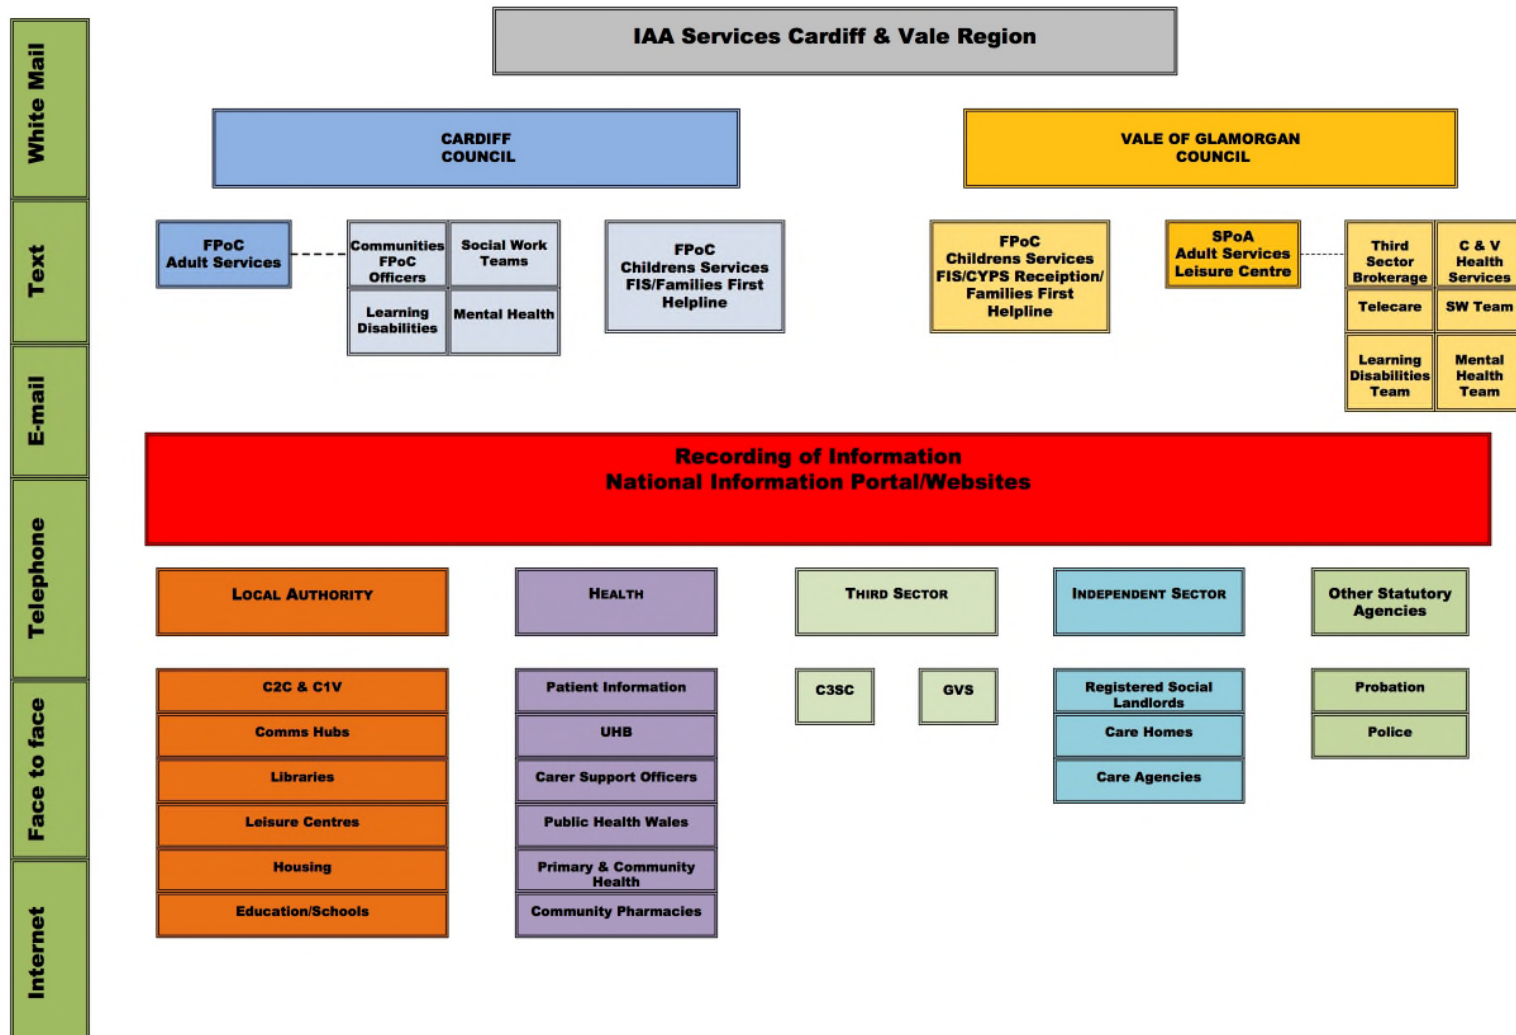 IAA Services Cardiff & Vale Region
White Mail
Text
E-mail
Telephone
Face to face
Internet
CARDIFF
COUNCIL
VALE OF GLAMORGAN
COUNCIL
FPoC
Adult Services
Communities
FPoC
Officers
Social Work
Teams
Learning
Disabilities
Mental Health
FPoC
Childrens Services
FIS/Families First
Helpline
FPoC
Childrens Services
FIS/CYPS Receiption/
Families First
Helpline
SPoA
Adult Services
Leisure Centre
Third
Sector
Brokerage
C & V
Health
Services
Telecare
SW Team
Learning
Disabilities
Team
Mental
Health
Team
Recording of Information
National Information Portal/Websites
LOCAL AUTHORITY
C2C & C1V
Comms Hubs
Libraries
Leisure Centres
Housing
Education/Schools
HEALTH
Patient Information
UHB
Carer Support Officers
Public Health Wales
Primary & Community
Health
Community Pharmacies
THIRD SECTOR
C3SC
GVS
INDEPENDENT SECTOR
Registered Social
Landlords
Care Homes
Care Agencies
Other Statutory
Agencies
Probation
Police